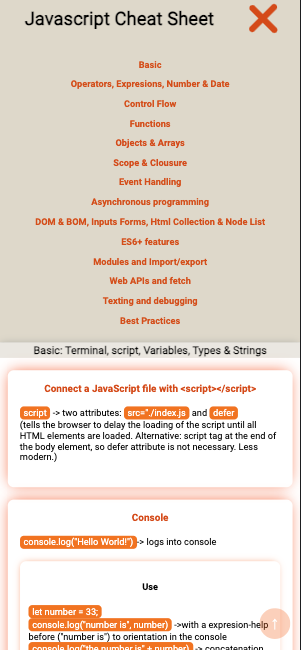 Javascript Cheat Sheet
Basic
Operators, Expresions, Number & Date
Control Flow
Functions
Objects & Arrays
Scope & Clousure
Event Handling
Asynchronous programming
DOM & BOM, Inputs Forms, Html Collection & Node List
ES6+ features
Modules and Import/export
Web APIs and fetch
Texting and debugging
Best Practices
Basic: Terminal, script, Variables, Types & Strings
Connect a JavaScript file with <script></script>
script -> two attributes: src="./index.js and defer
(tells the browser to delay the loading of the script until all
HTML elements are loaded. Alternative: script tag at the end of
the body element, so defer attribute is not necessary. Less
modern.)
Console
console.log("Hello World!") -> logs into console
Use
let number = 33;
console.log("number is", number) ->with a expresion-help
before ("number is") to orientation in the console
console.log("the number is" + number) -> concatenation
↑